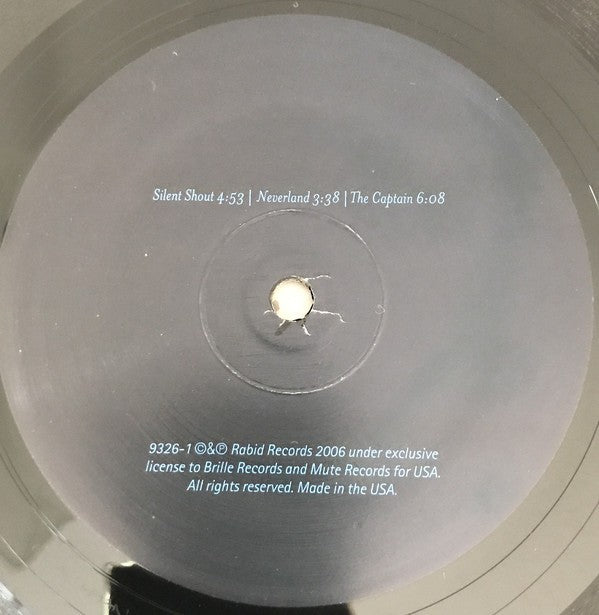 Silent Shout 4:53 | Neverland 3:38 | The Captain 6:08
9326-1 ©&℗ Rabid Records 2006 under exclusive
license to Brille Records and Mute Records for USA.
All rights reserved. Made in the USA.